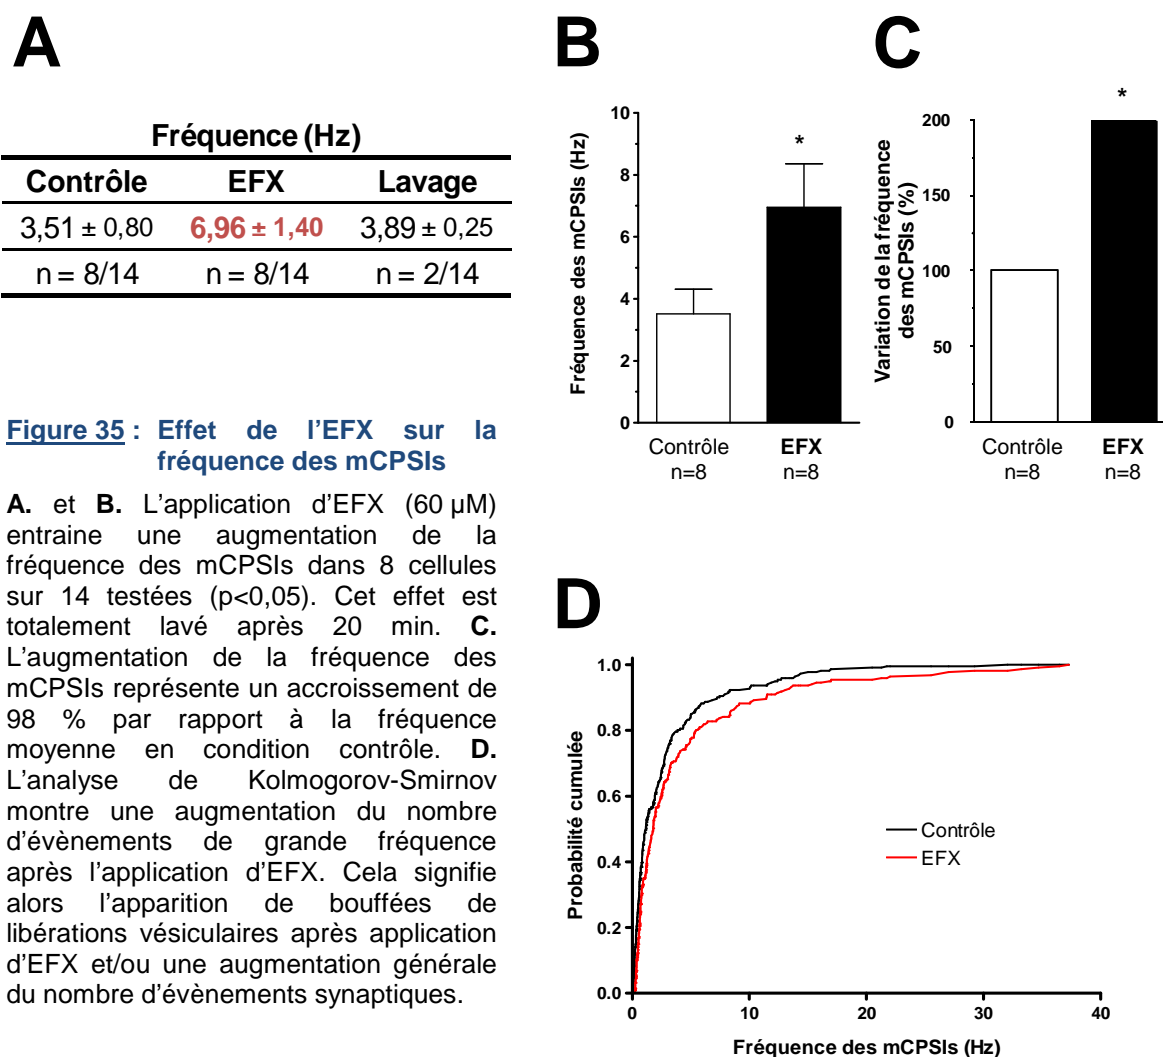 A
Fréquence (Hz)
Contrôle EFX Lavage
3,51 ± 0,80 6,96 ± 1,40 3,89 ± 0,25
n = 8/14 n = 8/14 n = 2/14
Figure 35 : Effet de l'EFX sur la
fréquence des mCPSIs
A. et B. L'application d'EFX (60 µM)
entraine une augmentation de la
fréquence des mCPSIs dans 8 cellules
sur 14 testées (p<0,05). Cet effet est
totalement lavé après 20 min. C.
L'augmentation de la fréquence des
mCPSIs représente un accroissement de
98 % par rapport à la fréquence
moyenne en condition contrôle. D.
L'analyse de Kolmogorov-Smirnov
montre une augmentation du nombre
d'évènements de grande fréquence
après l'application d'EFX. Cela signifie
alors l'apparition de bouffées de
libérations vésiculaires après application
d'EFX et/ou une augmentation générale
du nombre d'évènements synaptiques.
B
Fréquence des mCPSIs (Hz)
10
8
6
4
2
0
*
Contrôle EFX
n=8 n=8
C
Variation de la fréquence
des mCPSIs (%)
200
150
100
50
0
*
Contrôle EFX
n=8 n=8
D
Probabilité cumulée
1.0
0.8
0.6
0.4
0.2
0.0
Contrôle
EFX
0 10 20 30 40
Fréquence des mCPSIs (Hz)